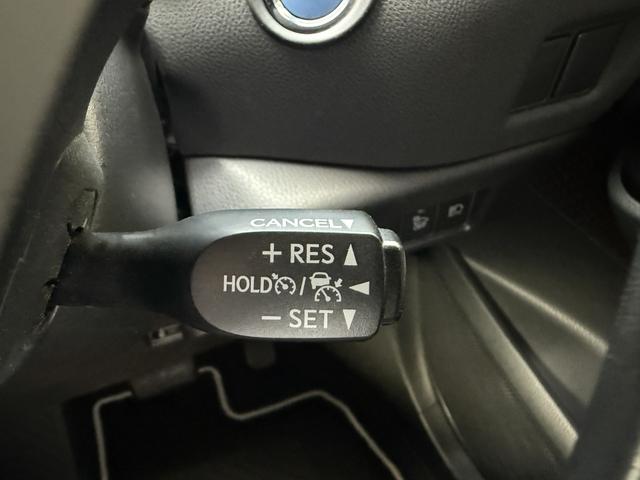 CANCEL▼
+ RES ▲
HOLD / ◄
− SET ▼